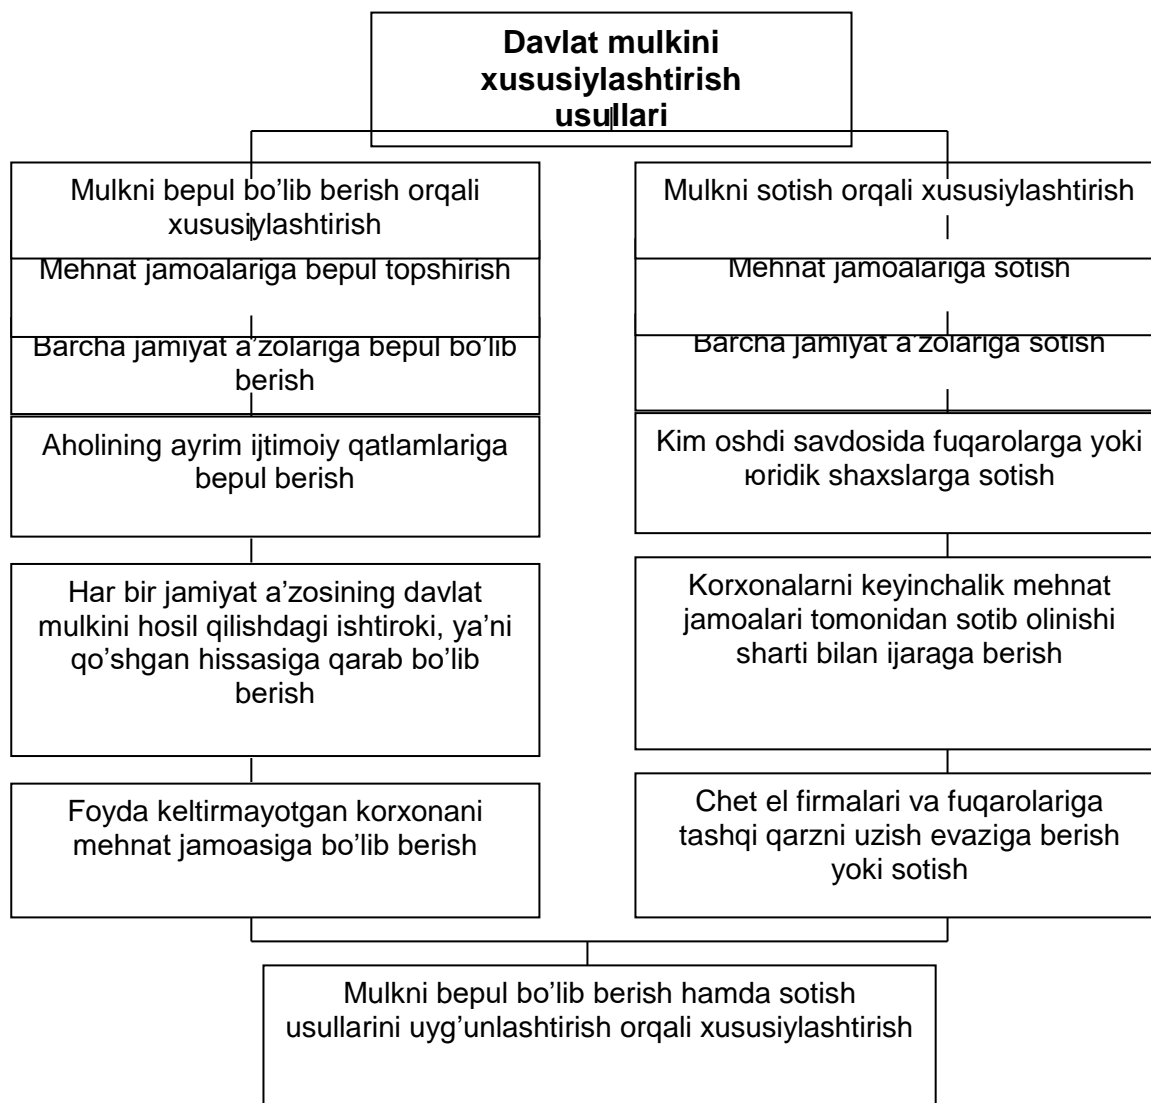 Davlat mulkini
xususiylashtirish
usullari
Mulkni bepul bo’lib berish orqali
xususiylashtirish
Mehnat jamoalariga bepul topshirish
Barcha jamiyat a’zolariga bepul bo’lib
berish
Aholining ayrim ijtimoiy qatlamlariga
bepul berish
Har bir jamiyat a’zosining davlat
mulkini hosil qilishdagi ishtiroki, ya’ni
qo’shgan hissasiga qarab bo’lib
berish
Foyda keltirmayotgan korxonani
mehnat jamoasiga bo’lib berish
Mulkni sotish orqali xususiylashtirish
Mehnat jamoalariga sotish
Barcha jamiyat a’zolariga sotish
Kim oshdi savdosida fuqarolarga yoki
юridik shaxslarga sotish
Korxonalarni keyinchalik mehnat
jamoalari tomonidan sotib olinishi
sharti bilan ijaraga berish
Chet el firmalari va fuqarolariga
tashqi qarzni uzish evaziga berish
yoki sotish
Mulkni bepul bo’lib berish hamda sotish
usullarini uyg’unlashtirish orqali xususiylashtirish